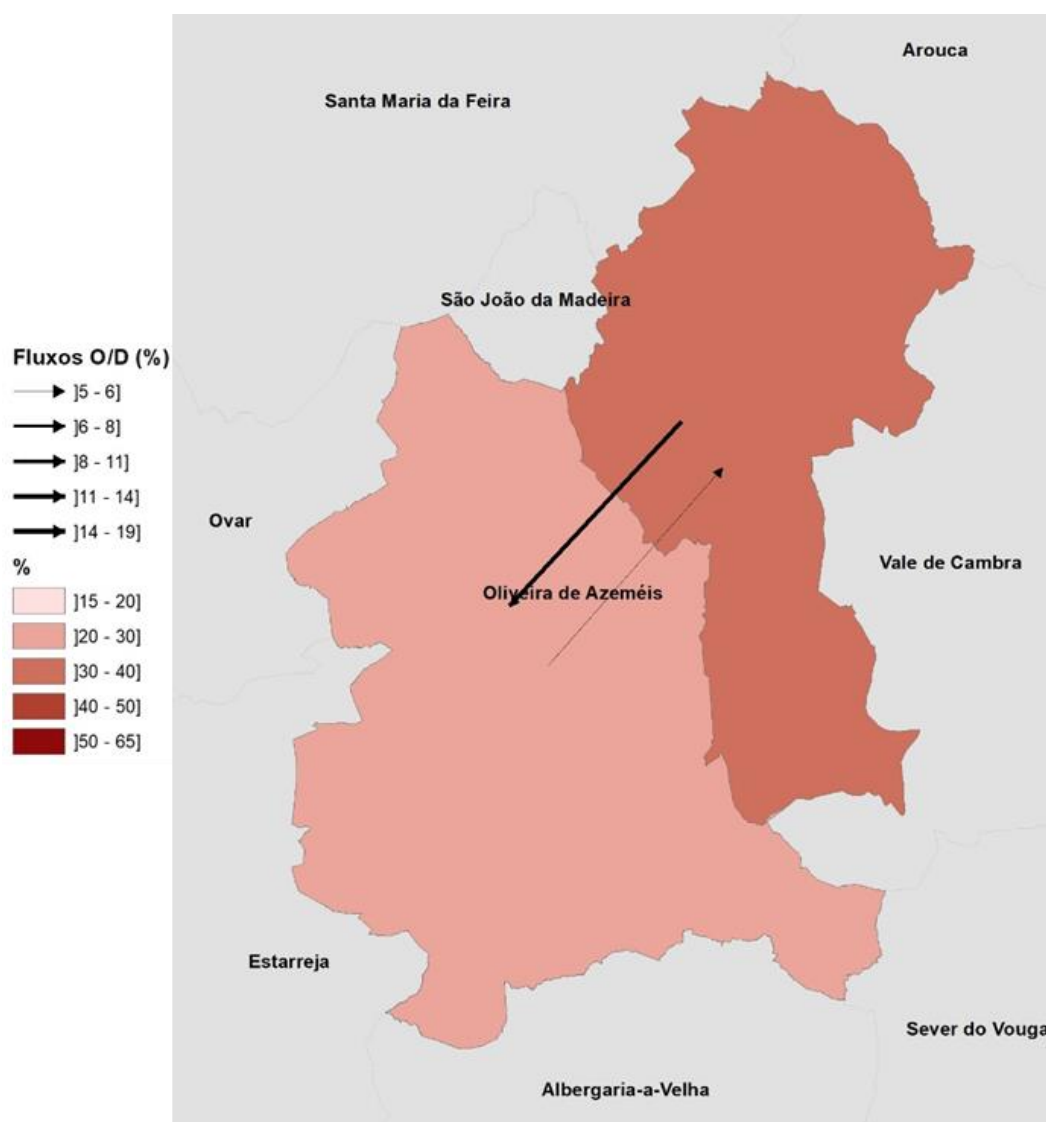 Arouca
Santa Maria da Feira
São João da Madeira
Fluxos O/D (%)
]5 - 6]
]6 - 8]
]8 - 11]
]11 - 14]
]14 - 19]
%
]15 - 20]
]20 - 30]
]30 - 40]
]40 - 50]
]50 - 65]
Ovar
Vale de Cambra
Oliveira de Azeméis
Estarreja
Sever do Vouga
Albergaria-a-Velha